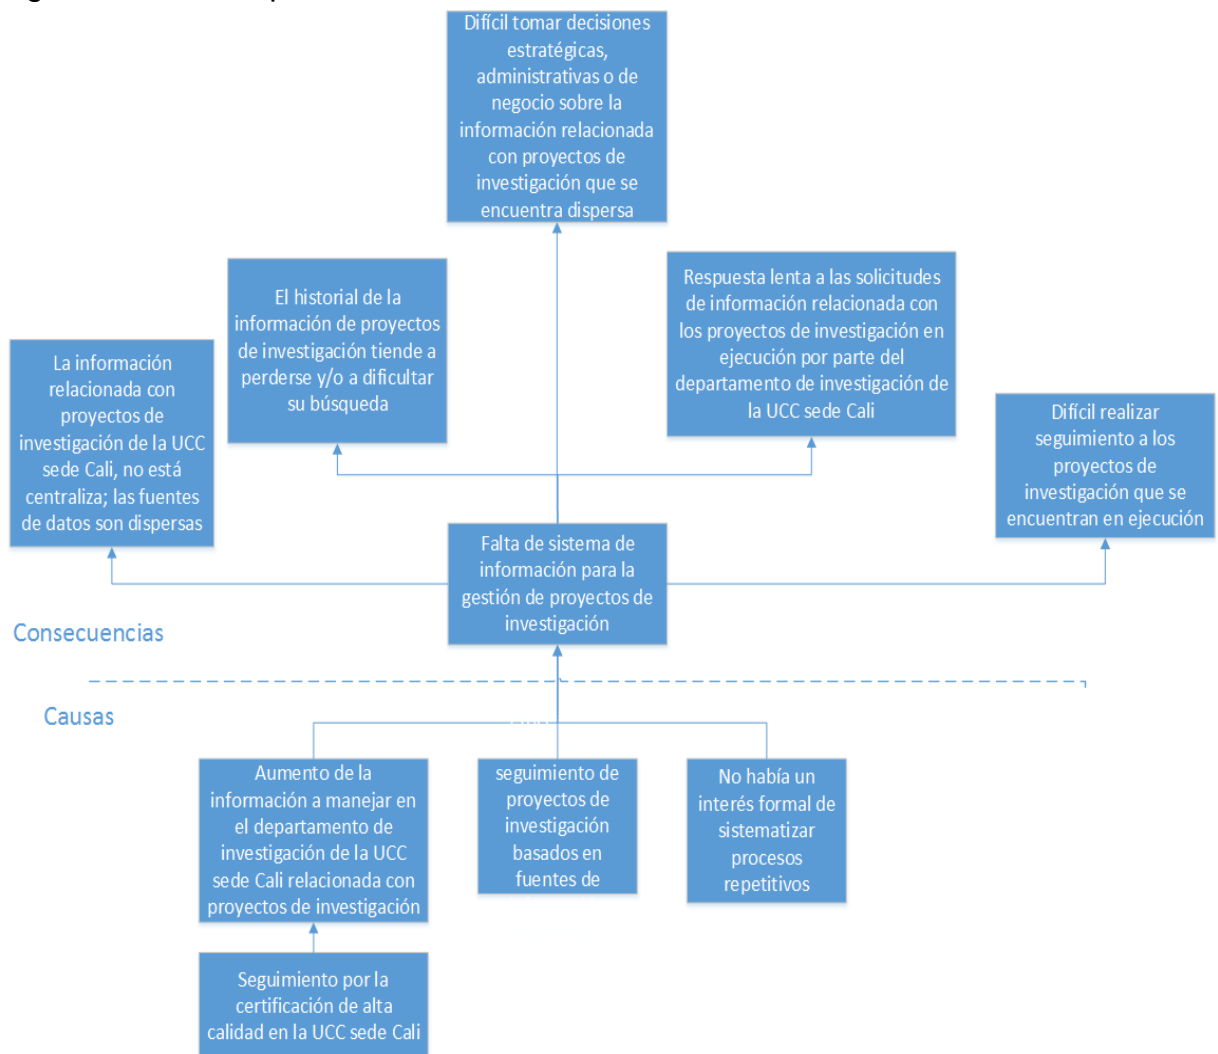 Difícil tomar decisiones
estratégicas,
administrativas o de
negocio sobre la
información relacionada
con proyectos de
investigación que se
encuentra dispersa
El historial de la
información de proyectos
de investigación tiende a
perderse y/o a dificultar
su búsqueda
Respuesta lenta a las solicitudes
de información relacionada con
los proyectos de investigación en
ejecución por parte del
departamento de investigación de
la UCC sede Cali
La información
relacionada con
proyectos de
investigación de la UCC
sede Cali, no está
centraliza; las fuentes
de datos son dispersas
Difícil realizar
seguimiento a los
proyectos de
investigación que se
encuentran en ejecución
Falta de sistema de
información para la
gestión de proyectos de
investigación
Consecuencias
Causas
Aumento de la
información a manejar en
el departamento de
investigación de la UCC
sede Cali relacionada con
proyectos de investigación
seguimiento de
proyectos de
investigación
basados en
fuentes de
No había un
interés formal de
sistematizar
procesos
repetitivos
Seguimiento por la
certificación de alta
calidad en la UCC sede Cali